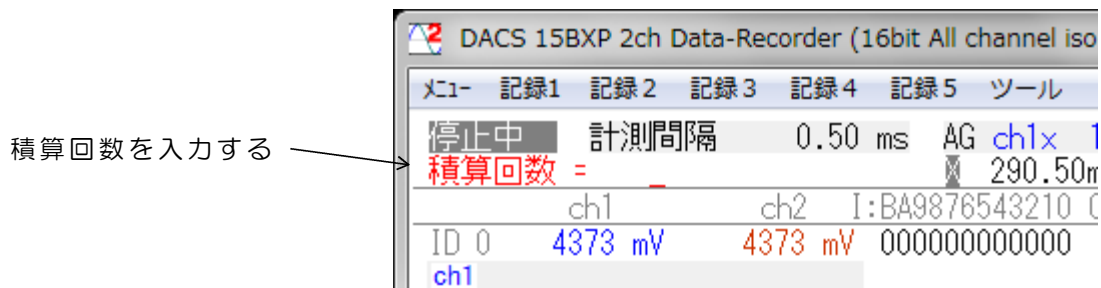 DACS 15BXP 2ch Data-Recorder (16bit All channel iso
ﾒﾆｭｰ 記録1 記録2 記録3 記録4 記録5 ツール
停止中 計測間隔 0.50 ms AG ch1x 1
積算回数を入力する
積算回数 = _ 290.50m
ch1 ch2 I:BA9876543210
ID 0 4373 mV 4373 mV 000000000000
ch1